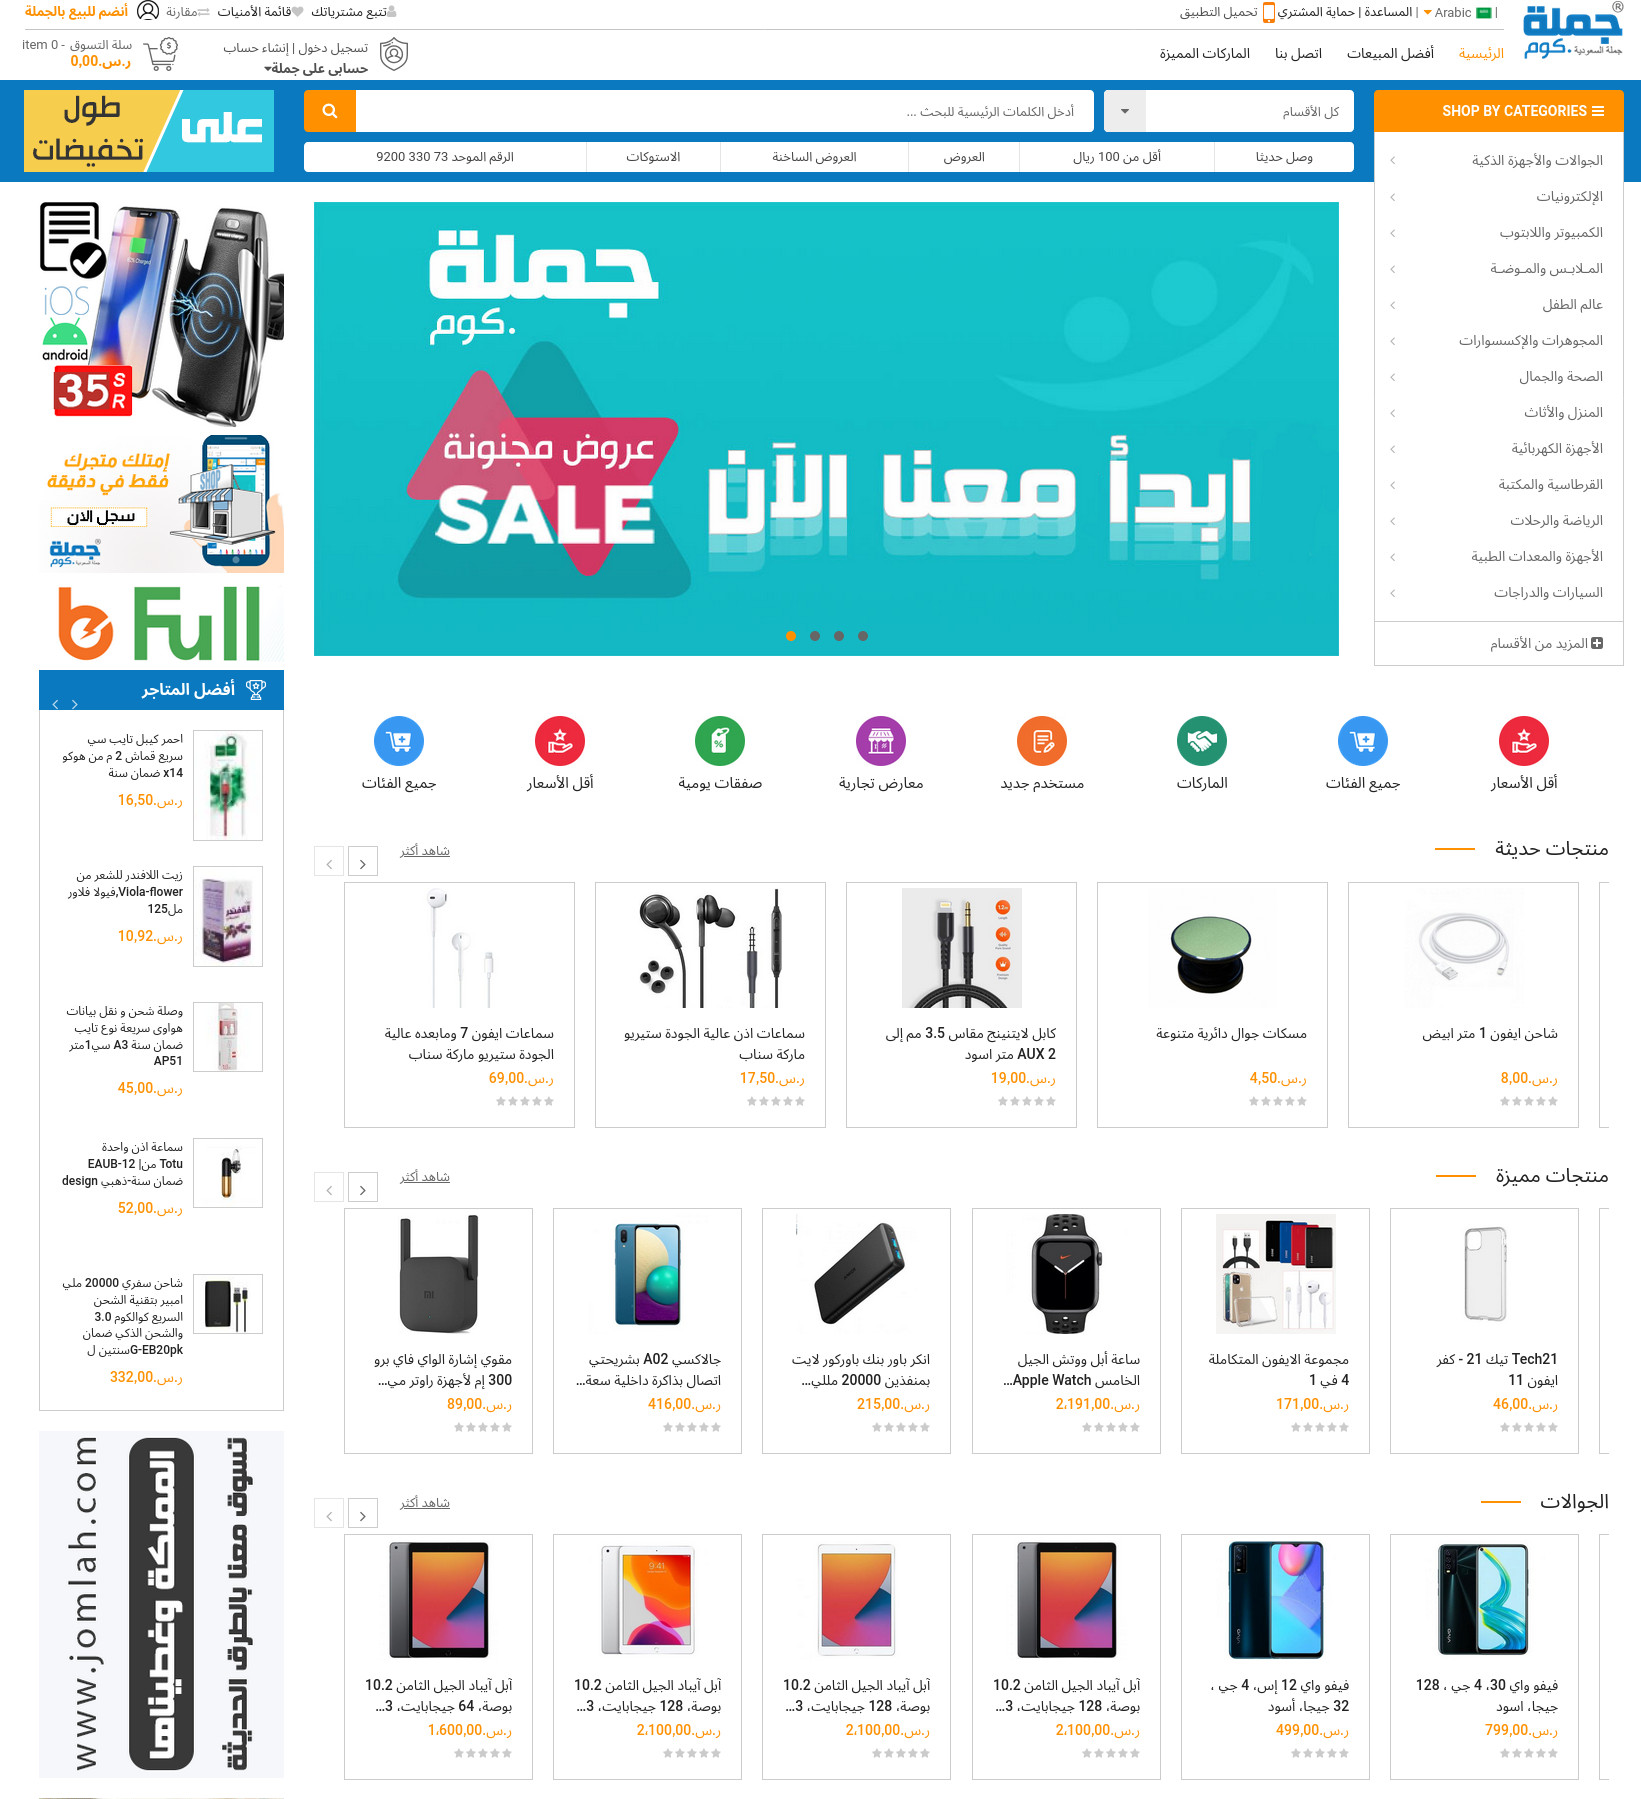 | Arabic | المساعدة | حماية المشتري تحميل التطبيق
تتبع مشترياتك قائمة الأمنيات مقارنة أنضم للبيع بالجملة
جملة
جملة السعودية .كوم
الرئيسية أفضل المبيعات اتصل بنا الماركات المميزة
تسجيل دخول | إنشاء حساب
حسابى على جملة
سلة التسوق
0 - item
ر.س.0,00
SHOP BY CATEGORIES
كل الأقسام
أدخل الكلمات الرئيسية للبحث ...
على
طول
تخفيضات
وصل حديثا
أقل من 100 ريال
العروض
العروض الساخنة
الاستوكات
الرقم الموحد 73 330 9200
الجوالات والأجهزة الذكية
الإلكترونيات
الكمبيوتر واللابتوب
المـلابـس والمـوضـة
عالم الطفل
المجوهرات والإكسسوارات
الصحة والجمال
المنزل والأثاث
الأجهزة الكهربائية
القرطاسية والمكتبة
الرياضة والرحلات
الأجهزة والمعدات الطبية
السيارات والدراجات
المزيد من الأقسام
جملة
.كوم
عروض مجنونة
SALE
إبدأ معنا الآن
iOS
android
35 SR
إمتلك متجرك
فقط في دقيقة
سجل الان
SHOP
جملة
جملة السعودية .كوم
b Full
أقل الأسعار
جميع الفئات
الماركات
مستخدم جديد
معارض تجارية
صفقات يومية
أقل الأسعار
جميع الفئات
أفضل المتاجر
احمر كيبل تايب سي
سريع قماش 2 م من هوكو
x14 ضمان سنة
ر.س.16,50
زيت اللافندر للشعر من
Viola-flower,فيولا فلاور
مل125
ر.س.10,92
وصلة شحن و نقل بيانات
هواوى سريعة نوع تايب
سي1متر A3 ضمان سنة
AP51
ر.س.45,00
سماعة اذن واحدة
EAUB-12 |من Totu
design ضمان سنة-ذهبي
ر.س.52,00
شاحن سفري 20000 ملي
امبير بتقنية الشحن
السريع كوالكوم 3.0
والشحن الذكي ضمان
سنتين ل G-EB20pk
ر.س.332,00
منتجات حديثة
شاهد أكثر
شاحن ايفون 1 متر ابيض
ر.س.8,00
مسكات جوال دائرية متنوعة
ر.س.4,50
كابل لايتنينج مقاس 3.5 مم إلى
AUX 2 متر اسود
ر.س.19,00
سماعات اذن عالية الجودة ستيريو
ماركة سناب
ر.س.17,50
سماعات ايفون 7 ومابعده عالية
الجودة ستيريو ماركة سناب
ر.س.69,00
منتجات مميزة
شاهد أكثر
Tech21 تيك 21 - كفر
ايفون 11
ر.س.46,00
مجموعة الايفون المتكاملة
4 في 1
ر.س.171,00
ساعة أبل ووتش الجيل
الخامس Apple Watch...
ر.س.2،191,00
انكر باور بنك باوركور لايت
بمنفذين 20000 مللي...
ر.س.215,00
جالاكسي A02 بشريحتي
اتصال بذاكرة داخلية سعة...
ر.س.416,00
مقوي إشارة الواي فاي برو
300 إم لأجهزة راوتر مي...
ر.س.89,00
الجوالات
شاهد أكثر
فيفو واي 30، 4 جي ، 128
جيجا، اسود
ر.س.799,00
فيفو واي 12 إس، 4 جي ،
32 جيجا، أسود
ر.س.499,00
آبل آيباد الجيل الثامن 10.2
بوصة، 128 جيجابايت، 3...
ر.س.2،100,00
آبل آيباد الجيل الثامن 10.2
بوصة، 128 جيجابايت، 3...
ر.س.2،100,00
آبل آيباد الجيل الثامن 10.2
بوصة، 128 جيجابايت، 3...
ر.س.2،100,00
آبل آيباد الجيل الثامن 10.2
بوصة، 64 جيجابايت، 3...
ر.س.1،600,00
تسوق معنا بالطرق الحديثة
المملكة وغطيناها
www.jomlah.com